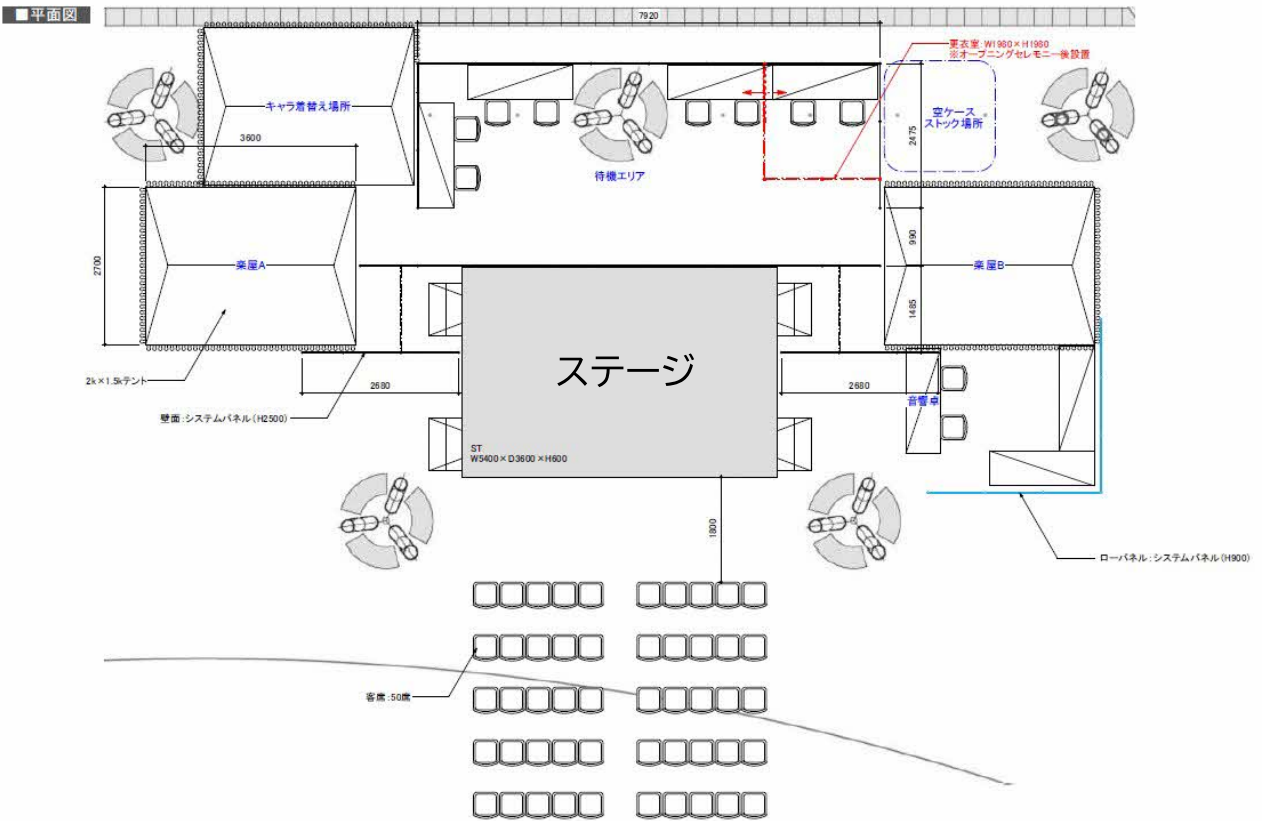 ■平面図
7920
更衣室:W1980×H1980
※オープニングセレモニー後設置
キャラ着替え場所
空ケース
ストック場所
3600
2475
待機エリア
990
2700
楽屋A
楽屋B
1485
ステージ
2k×1.5kテント
2680
2680
音響卓
壁面:システムパネル(H2500)
ST
W5400×D3600×H600
1800
ローパネル:システムパネル(H900)
客席:50席